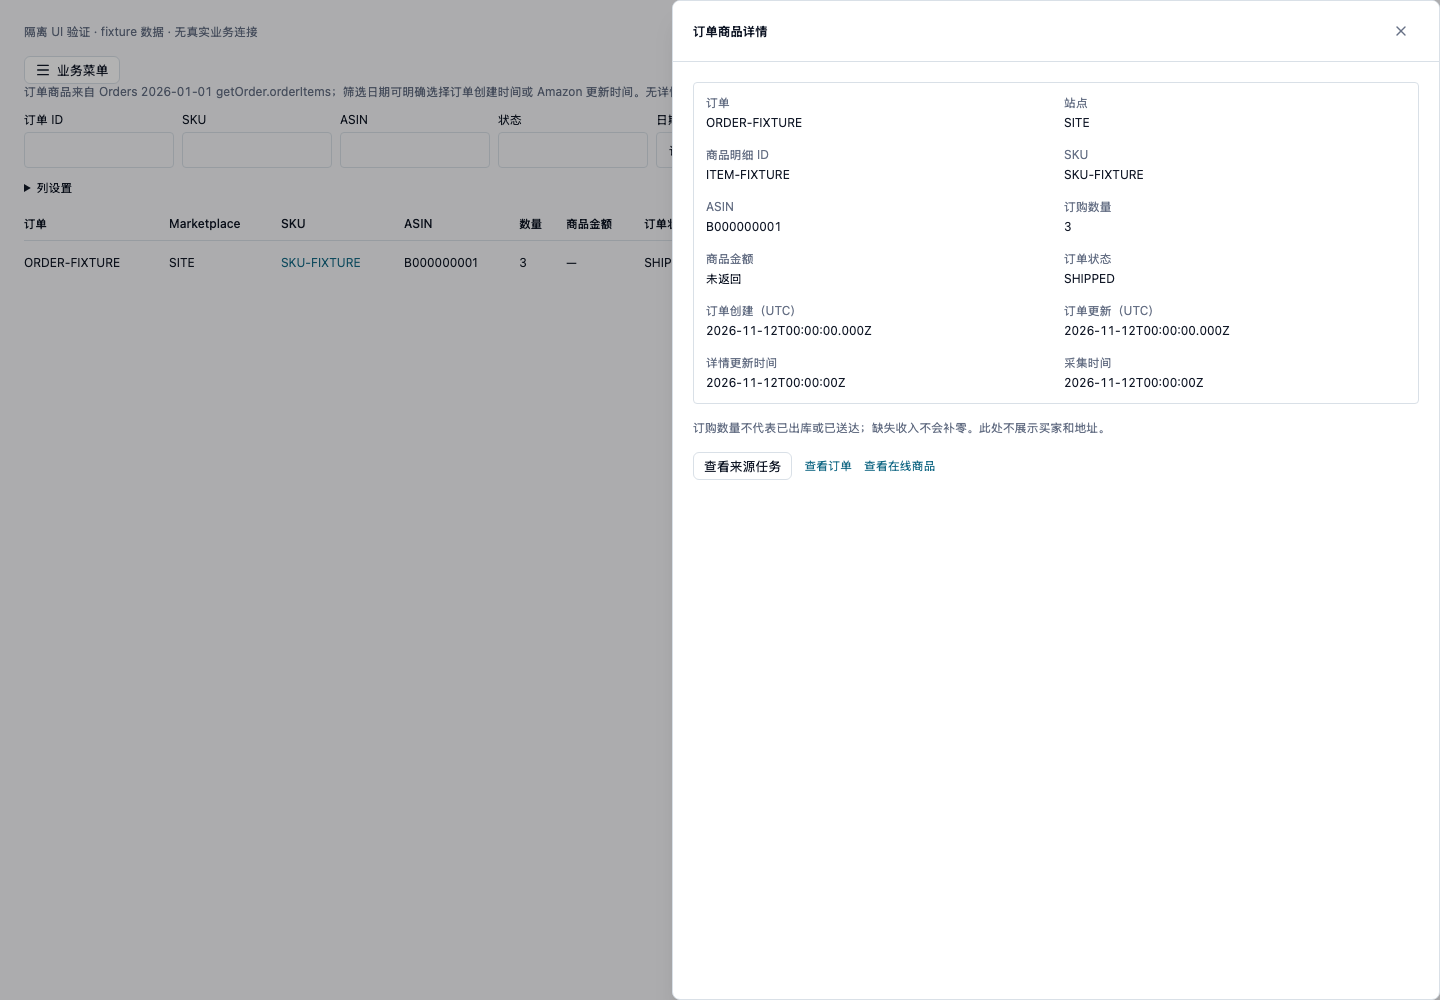 隔离 UI 验证 · fixture 数据 · 无真实业务连接
业务菜单
订单商品来自 Orders 2026-01-01 getOrder.orderItems；筛选日期可明确选择订单创建时间或 Amazon 更新时间。无详
订单 ID
SKU
ASIN
状态
日
列设置
订单
Marketplace
SKU
ASIN
数量
商品金额
订单
ORDER-FIXTURE
SITE
SKU-FIXTURE
B000000001
3
—
SHIP
订单商品详情
订单
ORDER-FIXTURE
站点
SITE
商品明细 ID
ITEM-FIXTURE
SKU
SKU-FIXTURE
ASIN
B000000001
订购数量
3
商品金额
未返回
订单状态
SHIPPED
订单创建（UTC）
2026-11-12T00:00:00.000Z
订单更新（UTC）
2026-11-12T00:00:00.000Z
详情更新时间
2026-11-12T00:00:00Z
采集时间
2026-11-12T00:00:00Z
订购数量不代表已出库或已送达；缺失收入不会补零。此处不展示买家和地址。
查看来源任务
查看订单
查看在线商品